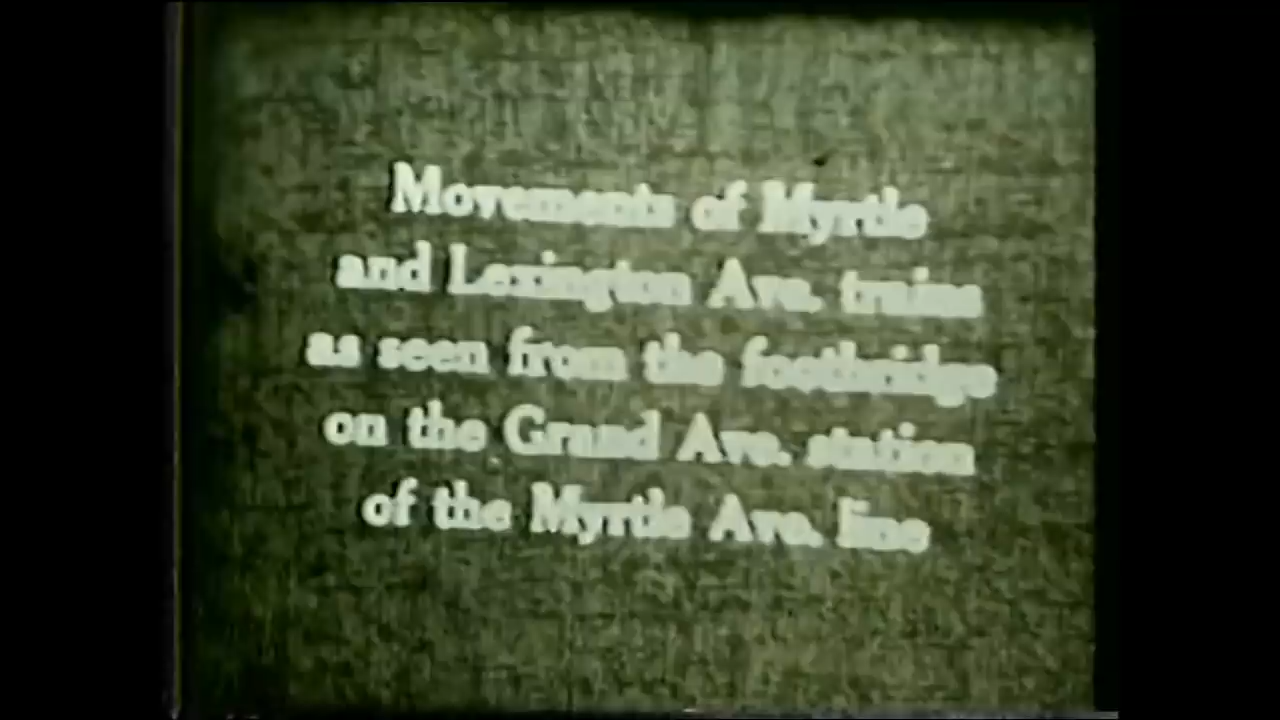 Movements of Myrtle
and Lexington Ave. trains
as seen from the footbridge
on the Grand Ave. station
of the Myrtle Ave. line